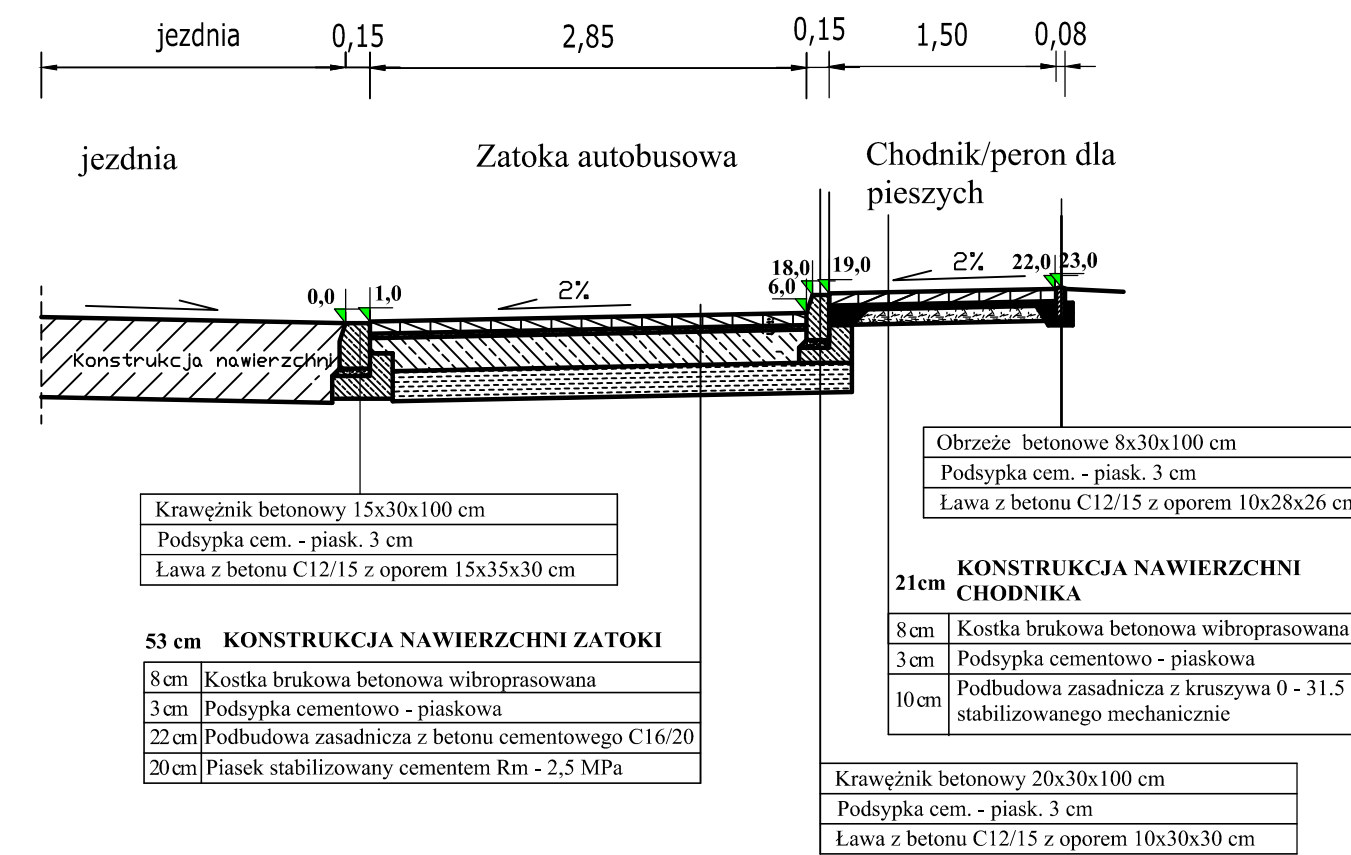 jezdnia 0,15 2,85 0,15 1,50 0,08
jezdnia
Zatoka autobusowa
Chodnik/peron dla
pieszych
0,0 1,0 2% 6,0 18,0 19,0 2% 22,0 23,0
Konstrukcja nawierzchni
Krawężnik betonowy 15x30x100 cm
Podsypka cem. - piask. 3 cm
Ława z betonu C12/15 z oporem 15x35x30 cm
53 cm KONSTRUKCJA NAWIERZCHNI ZATOKI
8 cm Kostka brukowa betonowa wibroprasowana
3 cm Podsypka cementowo - piaskowa
22 cm Podbudowa zasadnicza z betonu cementowego C16/20
20 cm Piasek stabilizowany cementem Rm - 2,5 MPa
Obrzeże betonowe 8x30x100 cm
Podsypka cem. - piask. 3 cm
Ława z betonu C12/15 z oporem 10x28x26 cm
21cm KONSTRUKCJA NAWIERZCHNI
CHODNIKA
8 cm Kostka brukowa betonowa wibroprasowana
3 cm Podsypka cementowo - piaskowa
10 cm Podbudowa zasadnicza z kruszywa 0 - 31.5
stabilizowanego mechanicznie
Krawężnik betonowy 20x30x100 cm
Podsypka cem. - piask. 3 cm
Ława z betonu C12/15 z oporem 10x30x30 cm